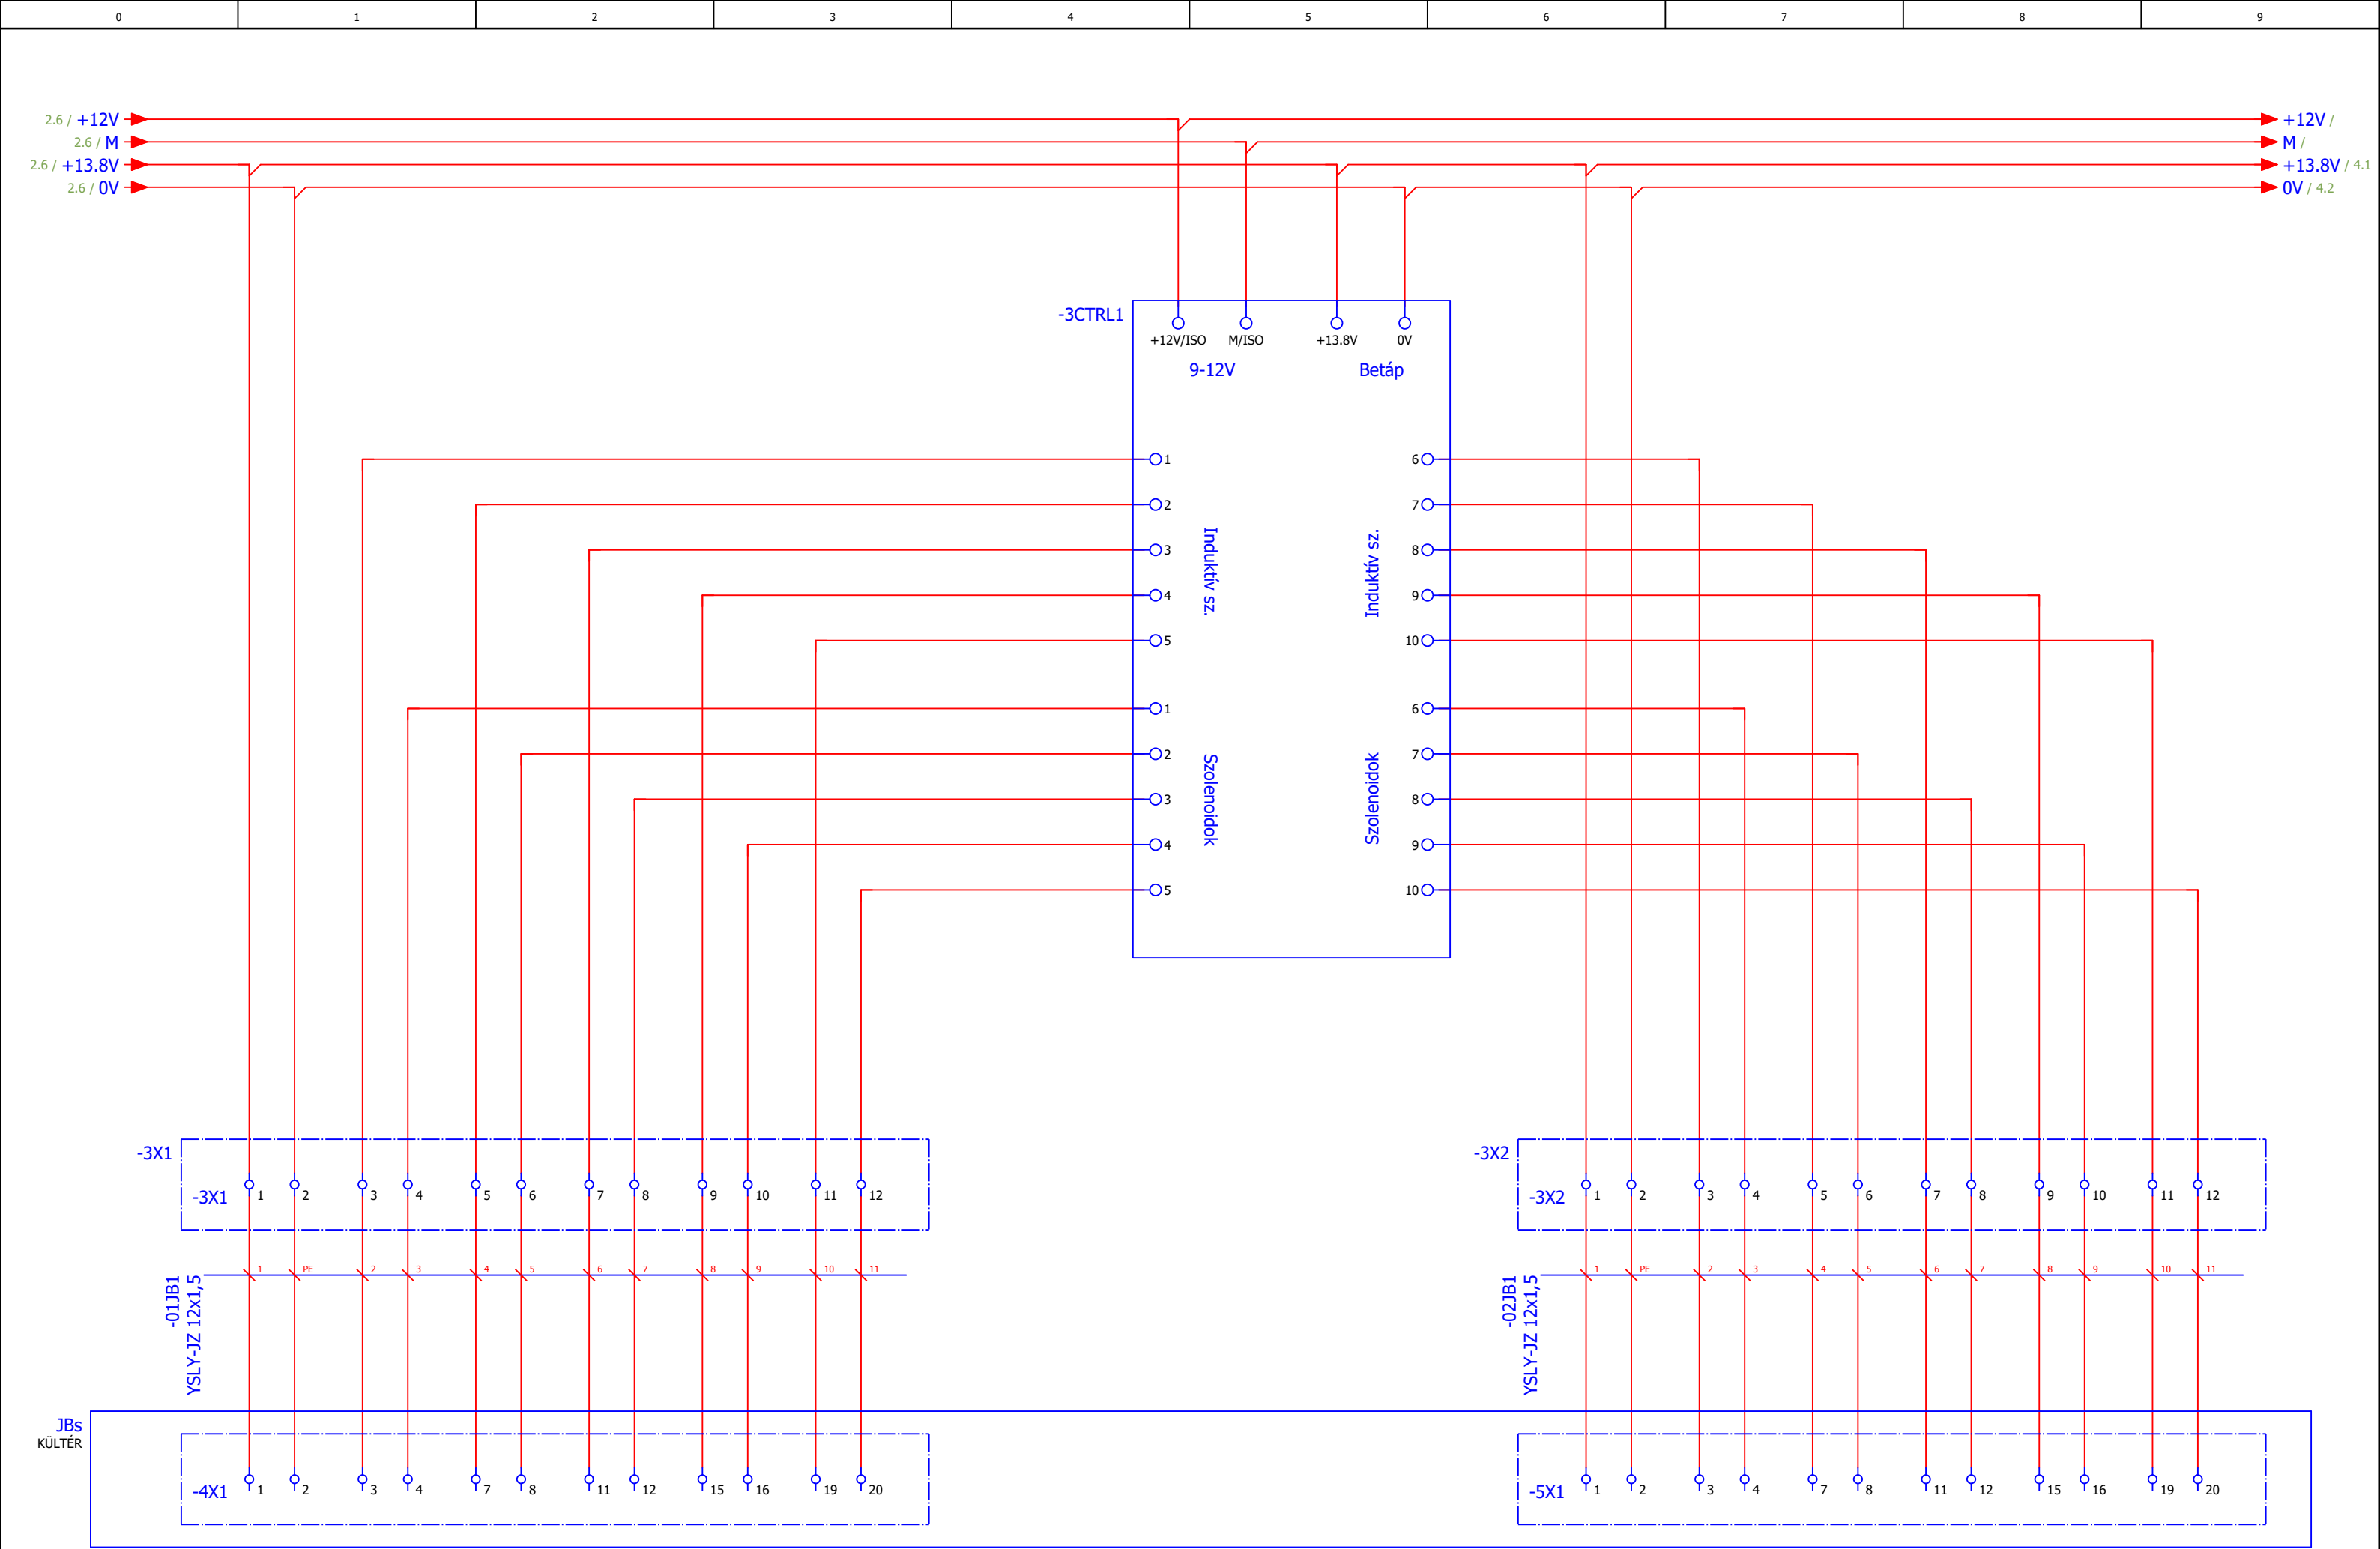 0 1 2 3 4 5 6 7 8 9
2.6 / +12V +12V /
2.6 / M M /
2.6 / +13.8V +13.8V / 4.1
2.6 / 0V 0V / 4.2
-3CTRL1
+12V/ISO M/ISO +13.8V 0V
9-12V Betáp
1 6
2 7
3 8
4 9
5 10
Induktív sz. Induktív sz.
1 6
2 7
3 8
4 9
5 10
Szolenoidok Szolenoidok
-3X1 -3X2
-3X1 1 2 3 4 5 6 7 8 9 10 11 12 -3X2 1 2 3 4 5 6 7 8 9 10 11 12
1 PE 2 3 4 5 6 7 8 9 10 11 1 PE 2 3 4 5 6 7 8 9 10 11
-01JB1
YSLY-JZ 12x1,5
-02JB1
YSLY-JZ 12x1,5
JBs
KÜLTÉR
-4X1 1 2 3 4 7 8 11 12 15 16 19 20 -5X1 1 2 3 4 7 8 11 12 15 16 19 20